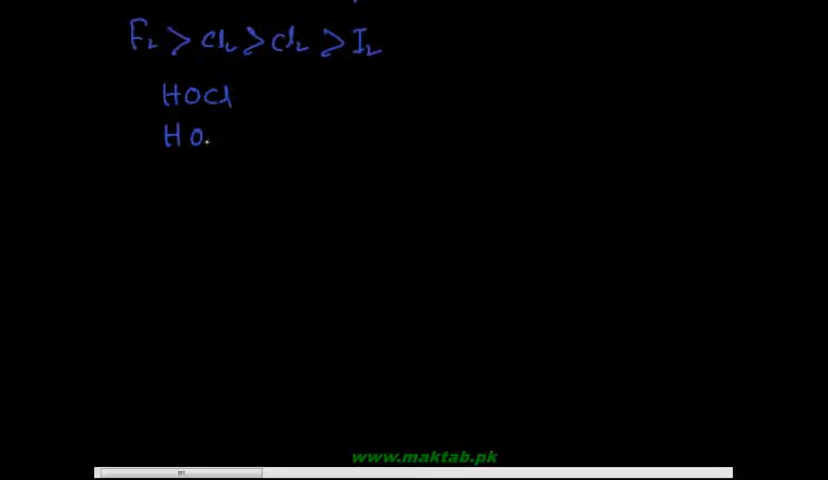 F₂ > Cl₂ > Cl₂ > I₂
HOCl
HO
www.maktab.pk